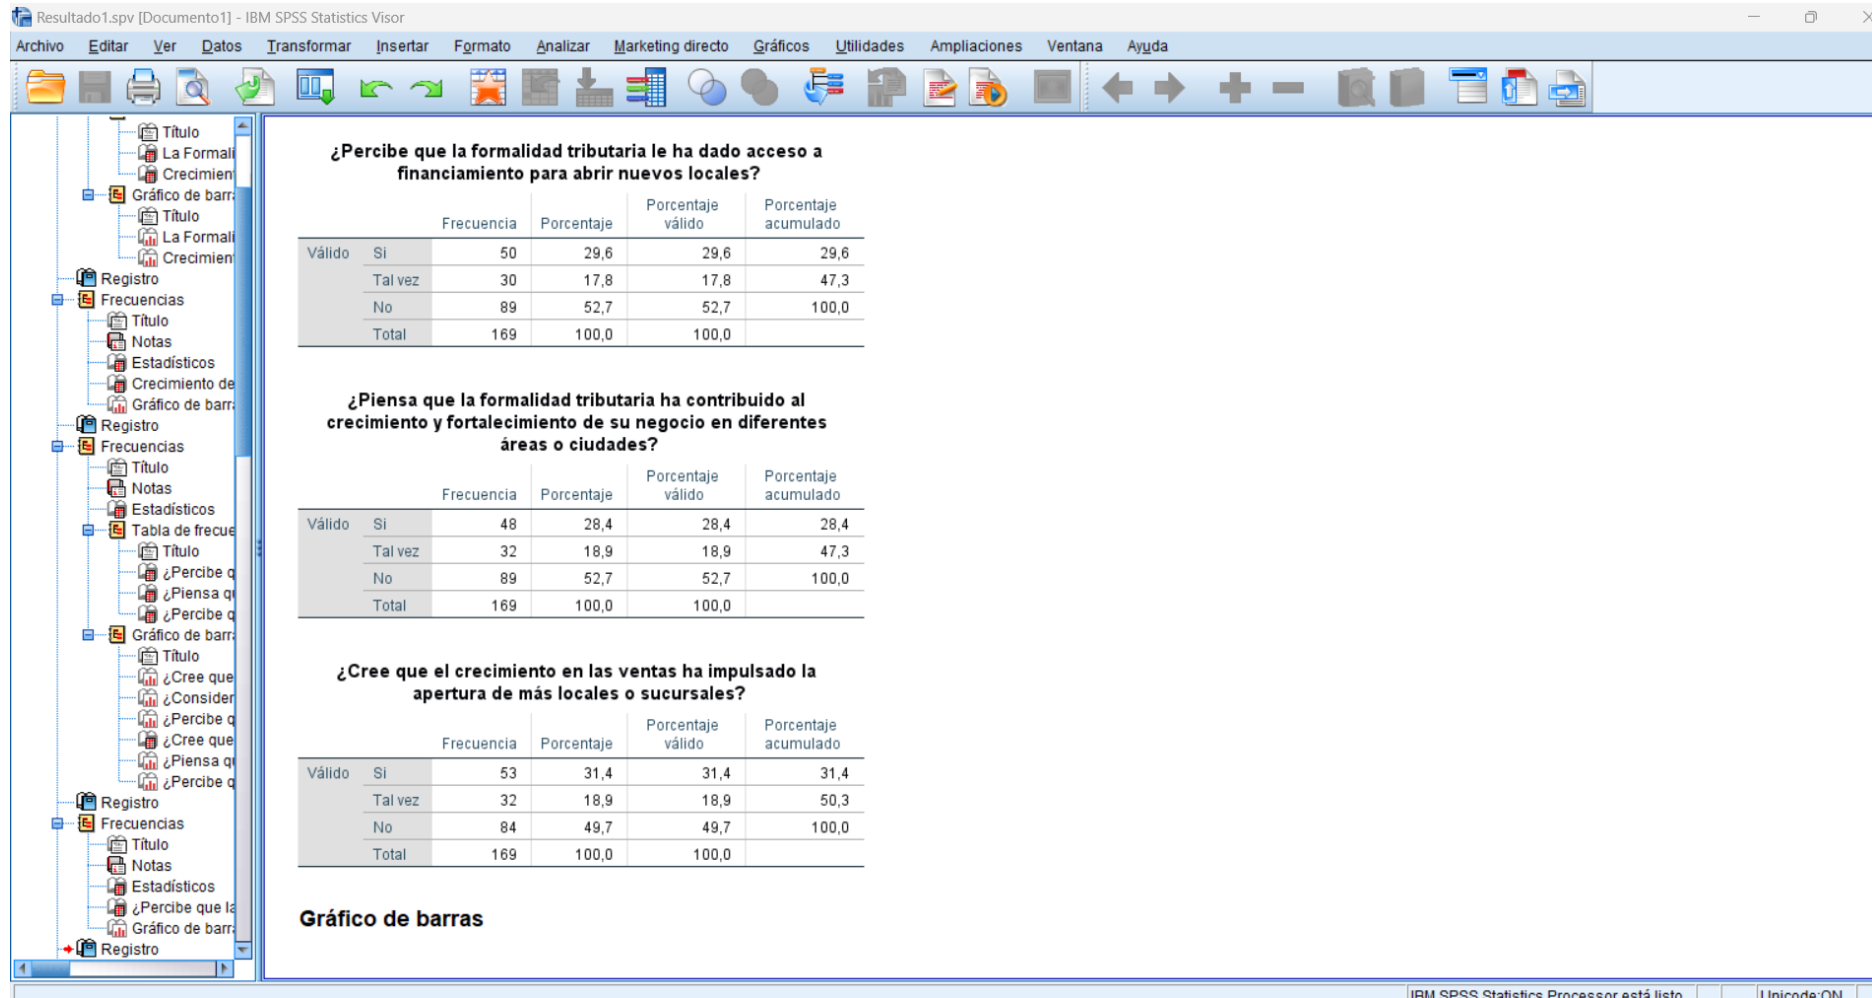 Resultado1.spv [Documento1] - IBM SPSS Statistics Visor
Archivo Editar Ver Datos Transformar Insertar Formato Analizar Marketing directo Gráficos Utilidades Ampliaciones Ventana Ayuda
Título
La Formali
Crecimien
Gráfico de barr
Título
La Formali
Crecimien
Registro
Frecuencias
Título
Notas
Estadísticos
Crecimiento de
Gráfico de barr
Registro
Frecuencias
Título
Notas
Estadísticos
Tabla de frecue
Título
¿Percibe q
¿Piensa q
¿Percibe q
Gráfico de barr
Título
¿Cree que
¿Consider
¿Percibe q
¿Cree que
¿Piensa q
¿Percibe q
Registro
Frecuencias
Título
Notas
Estadísticos
¿Percibe que la
Gráfico de barr
Registro
¿Percibe que la formalidad tributaria le ha dado acceso a
financiamiento para abrir nuevos locales?
Frecuencia Porcentaje Porcentaje válido Porcentaje acumulado
Válido Si 50 29,6 29,6 29,6
Tal vez 30 17,8 17,8 47,3
No 89 52,7 52,7 100,0
Total 169 100,0 100,0
¿Piensa que la formalidad tributaria ha contribuido al
crecimiento y fortalecimiento de su negocio en diferentes
áreas o ciudades?
Frecuencia Porcentaje Porcentaje válido Porcentaje acumulado
Válido Si 48 28,4 28,4 28,4
Tal vez 32 18,9 18,9 47,3
No 89 52,7 52,7 100,0
Total 169 100,0 100,0
¿Cree que el crecimiento en las ventas ha impulsado la
apertura de más locales o sucursales?
Frecuencia Porcentaje Porcentaje válido Porcentaje acumulado
Válido Si 53 31,4 31,4 31,4
Tal vez 32 18,9 18,9 50,3
No 84 49,7 49,7 100,0
Total 169 100,0 100,0
Gráfico de barras
IBM SPSS Statistics Processor está listo Unicode:ON